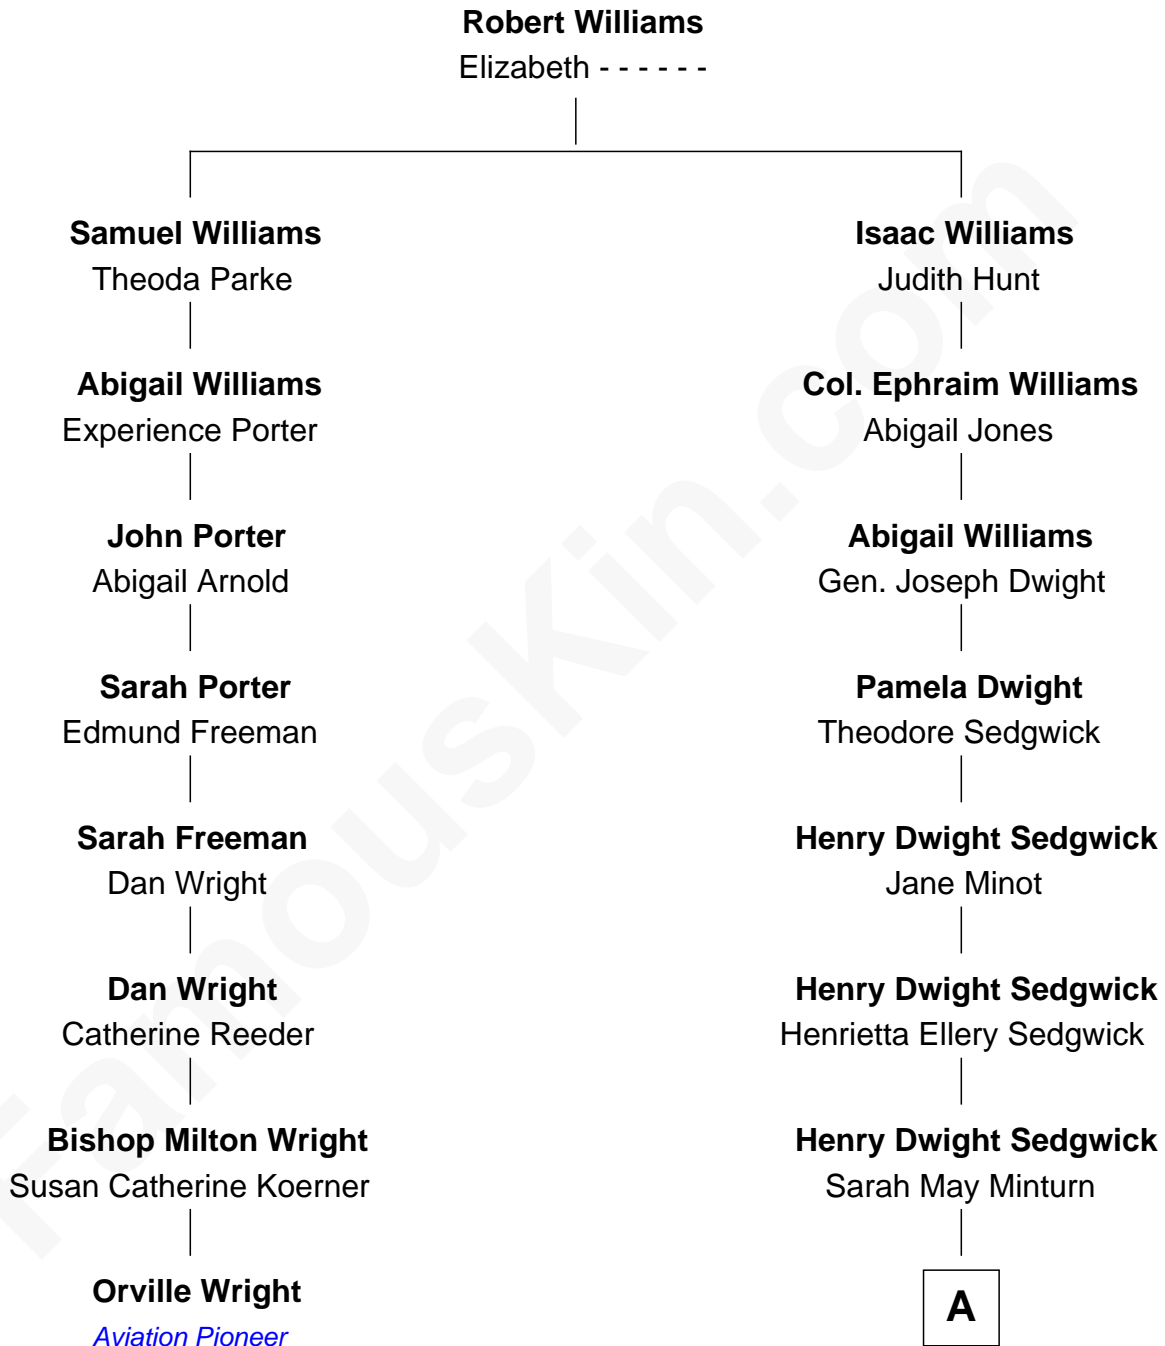 Robert Williams
Elizabeth - - - - - -
Samuel Williams
Theoda Parke
Isaac Williams
Judith Hunt
Abigail Williams
Experience Porter
Col. Ephraim Williams
Abigail Jones
John Porter
Abigail Arnold
Abigail Williams
Gen. Joseph Dwight
Sarah Porter
Edmund Freeman
Pamela Dwight
Theodore Sedgwick
Sarah Freeman
Dan Wright
Henry Dwight Sedgwick
Jane Minot
Dan Wright
Catherine Reeder
Henry Dwight Sedgwick
Henrietta Ellery Sedgwick
Bishop Milton Wright
Susan Catherine Koerner
Henry Dwight Sedgwick
Sarah May Minturn
Orville Wright
Aviation Pioneer
A
FamousKin.com